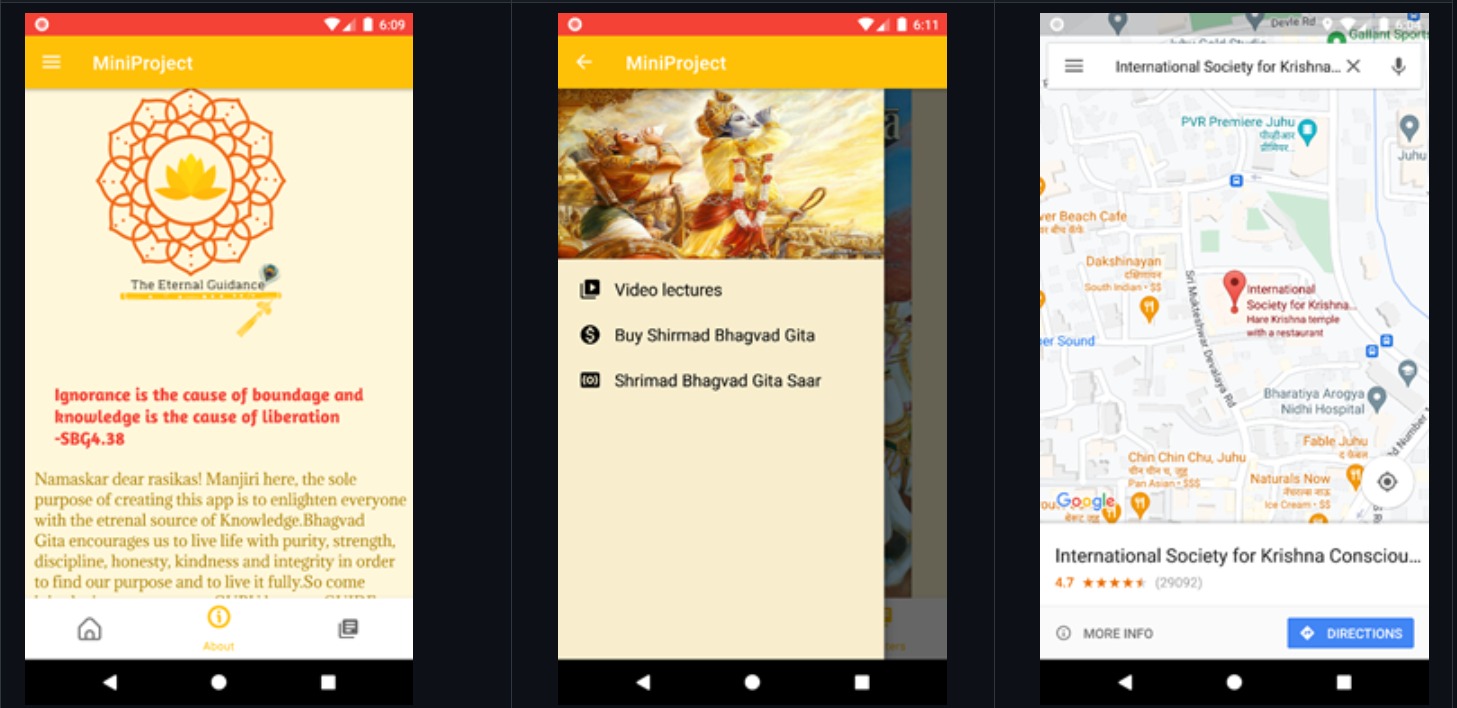 6:09
MiniProject
The Eternal Guidance
Ignorance is the cause of boundage and
knowledge is the cause of liberation
-SBG4.38
Namaskar dear rasikas! Manjiri here, the sole
purpose of creating this app is to enlighten everyone
with the etrenal source of Knowledge.Bhagvad
Gita encourages us to live life with purity, strength,
discipline, honesty, kindness and integrity in order
to find our purpose and to live it fully.So come
About
6:11
MiniProject
Video lectures
Buy Shirmad Bhagvad Gita
Shrimad Bhagvad Gita Saar
ters
Devle Rd
Gallant Sports
International Society for Krishna...
PVR Premiere Juhu
पीव्हीआर
Juhu
ver Beach Cafe
Dakshinayan
दक्षिणायन
South Indian • $$
International
Society for Krishna...
Hare Krishna temple
with a restaurant
Sri Mukteshwar Devalaya Rd
er Sound
Bharatiya Arogya
Nidhi Hospital
Fable Juhu
Chin Chin Chu, Juhu
चीन चीन चू, जुहू
Pan Asian • $$$
Naturals Now
Ice Cream • $$
d Number
Google
International Society for Krishna Consciou...
4.7 (29092)
MORE INFO
DIRECTIONS